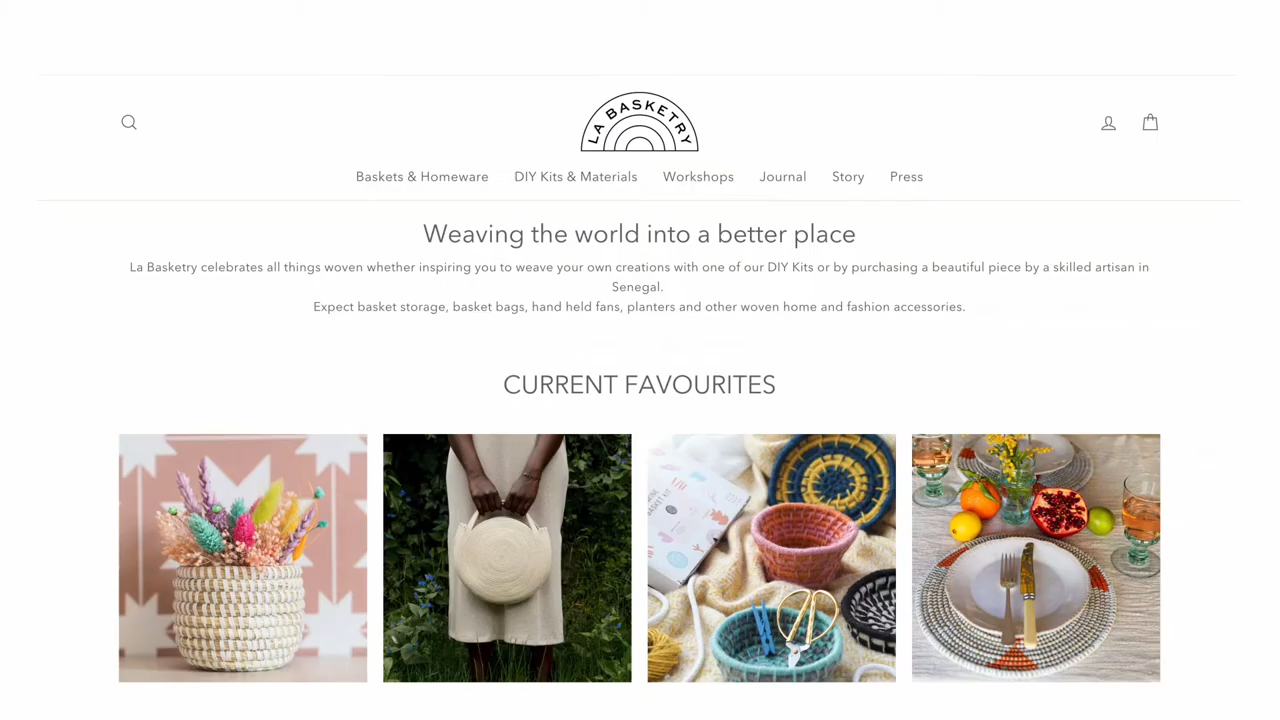 LA BASKETRY
Baskets & Homeware DIY Kits & Materials Workshops Journal Story Press
Weaving the world into a better place
La Basketry celebrates all things woven whether inspiring you to weave your own creations with one of our DIY Kits or by purchasing a beautiful piece by a skilled artisan in
Senegal.
Expect basket storage, basket bags, hand held fans, planters and other woven home and fashion accessories.
CURRENT FAVOURITES